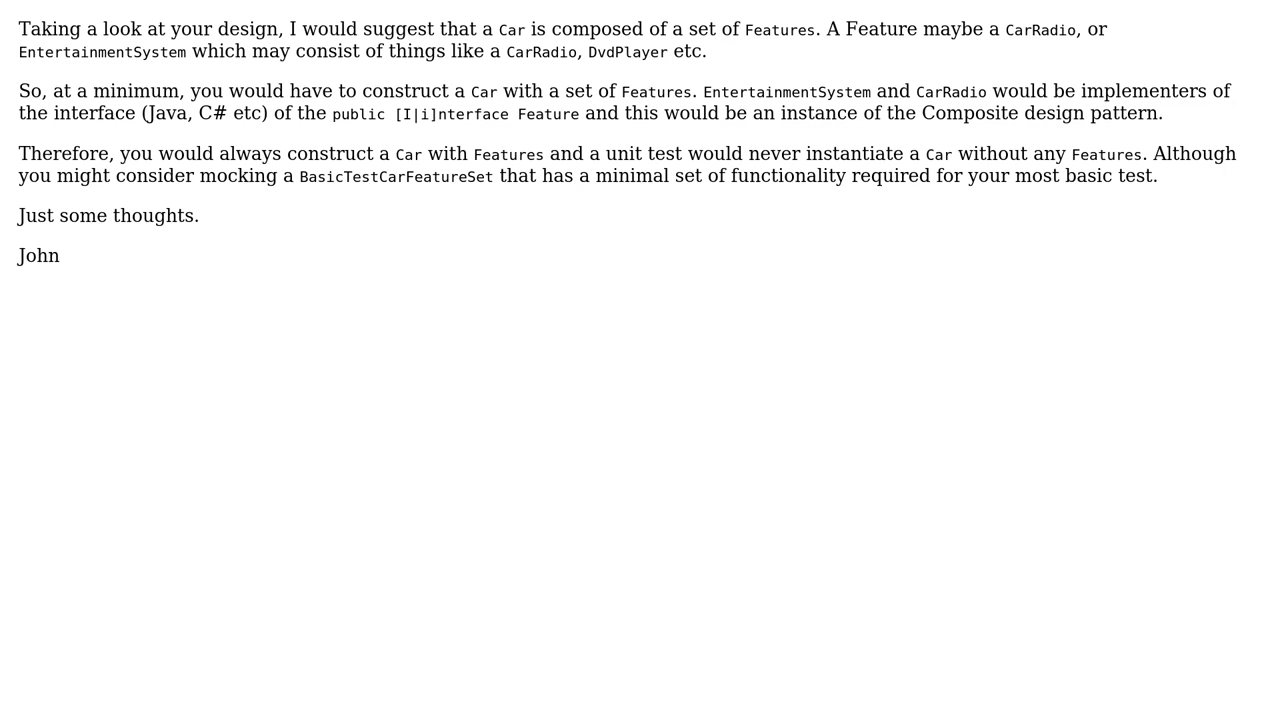 Taking a look at your design, I would suggest that a Car is composed of a set of Features. A Feature maybe a CarRadio, or
EntertainmentSystem which may consist of things like a CarRadio, DvdPlayer etc.
So, at a minimum, you would have to construct a Car with a set of Features. EntertainmentSystem and CarRadio would be implementers of
the interface (Java, C# etc) of the public [I|i]nterface Feature and this would be an instance of the Composite design pattern.
Therefore, you would always construct a Car with Features and a unit test would never instantiate a Car without any Features. Although
you might consider mocking a BasicTestCarFeatureSet that has a minimal set of functionality required for your most basic test.
Just some thoughts.
John